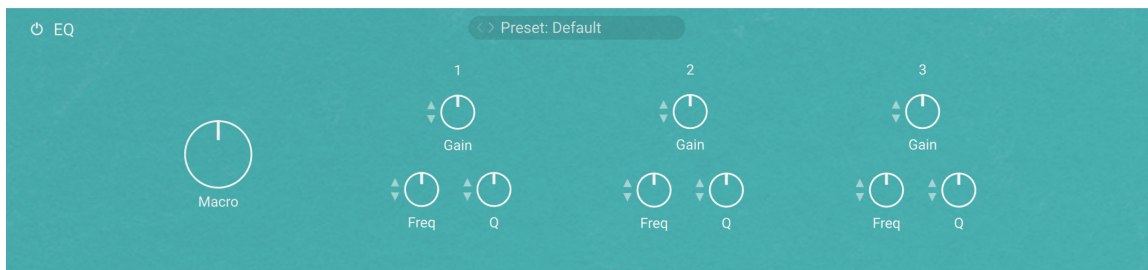 EQ
Preset: Default
1
2
3
Gain
Gain
Gain
Macro
Freq
Q
Freq
Q
Freq
Q